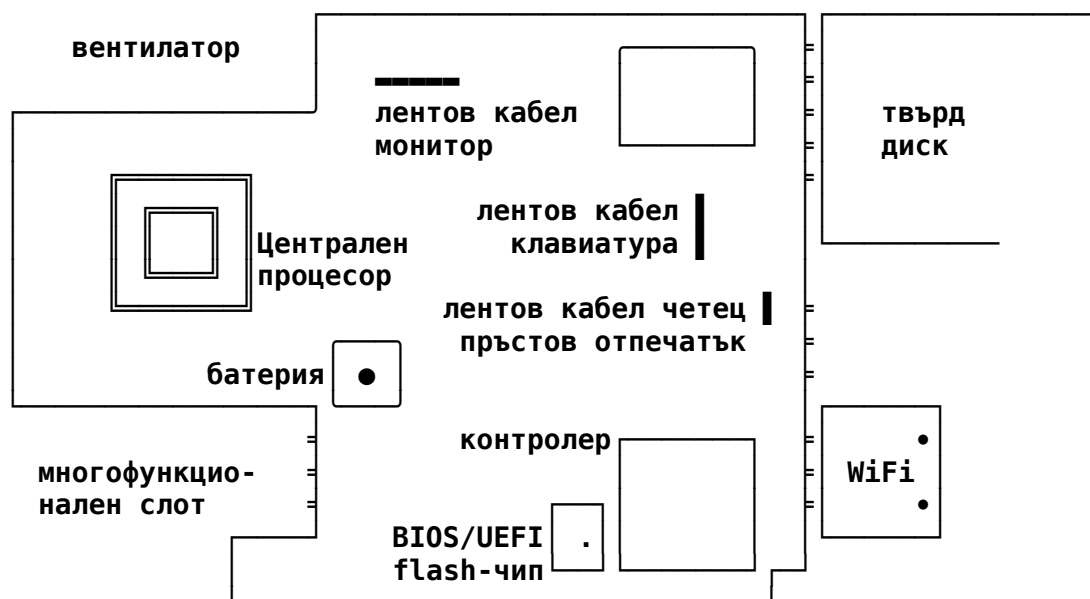 вентилатор
лентов кабел
монитор
твърд
диск
лентов кабел
клавиатура
Централен
процесор
лентов кабел четец
пръстов отпечатък
батерия
контролер
многофункцио-
нален слот
WiFi
BIOS/UEFI
flash-чип